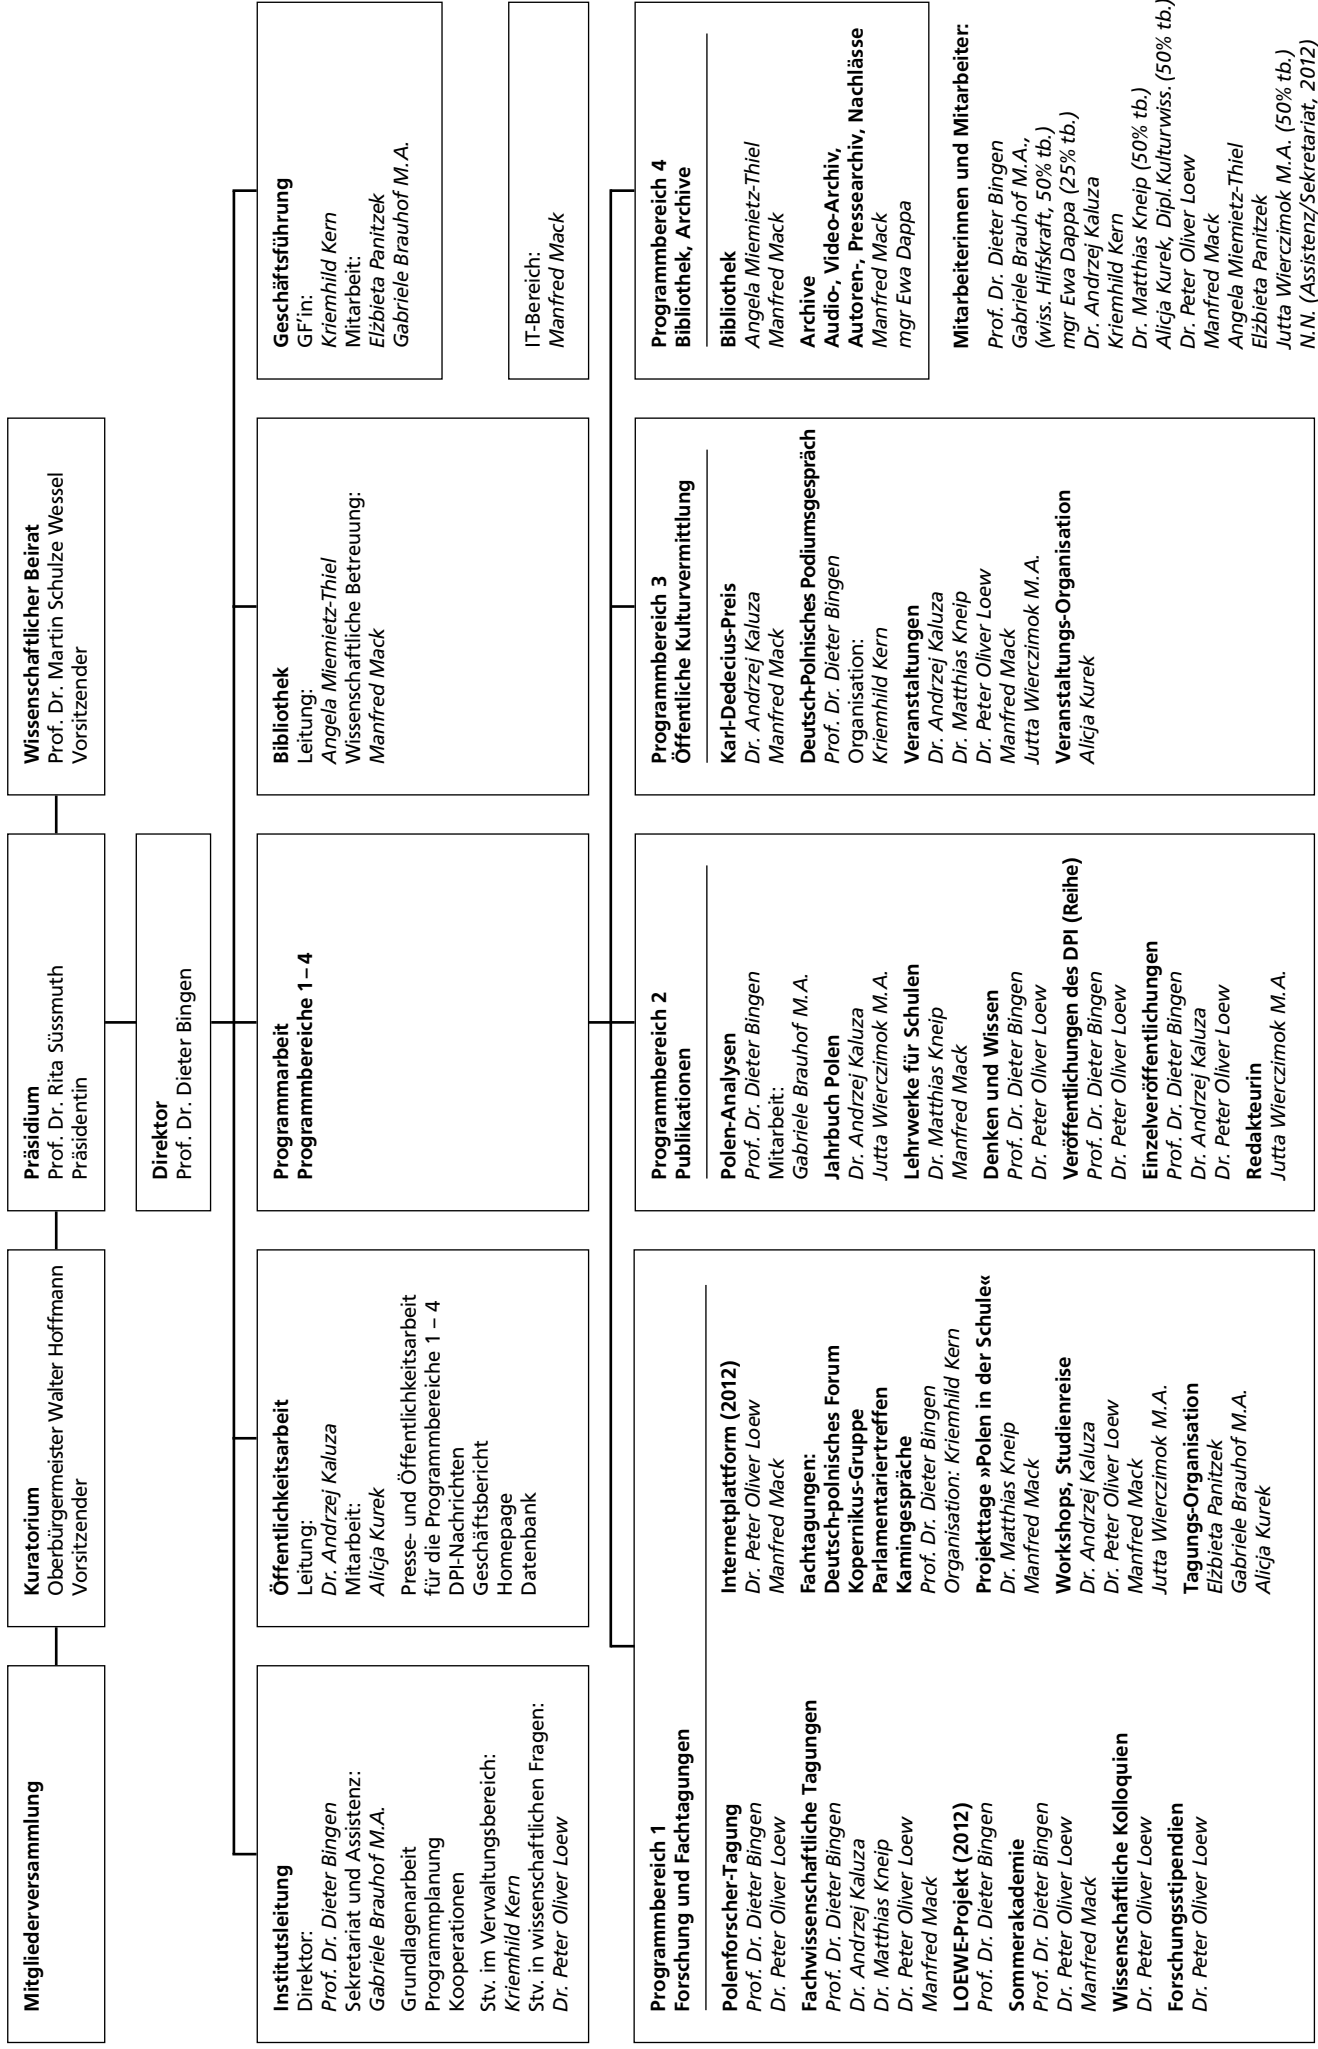 Mitgliederversammlung
Kuratorium
Oberbürgermeister Walter Hoffmann
Vorsitzender
Präsidium
Prof. Dr. Rita Süssmuth
Präsidentin
Wissenschaftlicher Beirat
Prof. Dr. Martin Schulze Wessel
Vorsitzender
Direktor
Prof. Dr. Dieter Bingen
Institutsleitung
Direktor:
Prof. Dr. Dieter Bingen
Sekretariat und Assistenz:
Gabriele Brauhof M.A.
Grundlagenarbeit
Programmplanung
Kooperationen
Stv. im Verwaltungsbereich:
Kriemhild Kern
Stv. in wissenschaftlichen Fragen:
Dr. Peter Oliver Loew
Öffentlichkeitsarbeit
Leitung:
Dr. Andrzej Kaluza
Mitarbeit:
Alicja Kurek
Presse- und Öffentlichkeitsarbeit
für die Programmbereiche 1 – 4
DPI-Nachrichten
Geschäftsbericht
Homepage
Datenbank
Programmarbeit
Programmbereiche 1 – 4
Bibliothek
Leitung:
Angela Miemietz-Thiel
Wissenschaftliche Betreuung:
Manfred Mack
Geschäftsführung
GF’in:
Kriemhild Kern
Mitarbeit:
Elżbieta Panitzek
Gabriele Brauhof M.A.
IT-Bereich:
Manfred Mack
Programmbereich 1
Forschung und Fachtagungen
Polenforscher-Tagung
Prof. Dr. Dieter Bingen
Dr. Peter Oliver Loew
Fachwissenschaftliche Tagungen
Prof. Dr. Dieter Bingen
Dr. Andrzej Kaluza
Dr. Matthias Kneip
Dr. Peter Oliver Loew
Manfred Mack
LOEWE-Projekt (2012)
Prof. Dr. Dieter Bingen
Sommerakademie
Prof. Dr. Dieter Bingen
Dr. Peter Oliver Loew
Manfred Mack
Wissenschaftliche Kolloquien
Dr. Peter Oliver Loew
Forschungsstipendien
Dr. Peter Oliver Loew
Internetplattform (2012)
Dr. Peter Oliver Loew
Manfred Mack
Fachtagungen:
Deutsch-polnisches Forum
Kopernikus-Gruppe
Parlamentariertreffen
Kamingespräche
Prof. Dr. Dieter Bingen
Organisation: Kriemhild Kern
Projekttage »Polen in der Schule«
Dr. Matthias Kneip
Manfred Mack
Workshops, Studienreise
Dr. Andrzej Kaluza
Dr. Peter Oliver Loew
Manfred Mack
Jutta Wierczimok M.A.
Tagungs-Organisation
Elżbieta Panitzek
Gabriele Brauhof M.A.
Alicja Kurek
Programmbereich 2
Publikationen
Polen-Analysen
Prof. Dr. Dieter Bingen
Mitarbeit:
Gabriele Brauhof M.A.
Jahrbuch Polen
Dr. Andrzej Kaluza
Jutta Wierczimok M.A.
Lehrwerke für Schulen
Dr. Matthias Kneip
Manfred Mack
Denken und Wissen
Prof. Dr. Dieter Bingen
Dr. Peter Oliver Loew
Veröffentlichungen des DPI (Reihe)
Prof. Dr. Dieter Bingen
Dr. Peter Oliver Loew
Einzelveröffentlichungen
Prof. Dr. Dieter Bingen
Dr. Andrzej Kaluza
Dr. Peter Oliver Loew
Redakteurin
Jutta Wierczimok M.A.
Programmbereich 3
Öffentliche Kulturvermittlung
Karl-Dedecius-Preis
Dr. Andrzej Kaluza
Manfred Mack
Deutsch-Polnisches Podiumsgespräch
Prof. Dr. Dieter Bingen
Organisation:
Kriemhild Kern
Veranstaltungen
Dr. Andrzej Kaluza
Dr. Matthias Kneip
Dr. Peter Oliver Loew
Manfred Mack
Jutta Wierczimok M.A.
Veranstaltungs-Organisation
Alicja Kurek
Programmbereich 4
Bibliothek, Archive
Bibliothek
Angela Miemietz-Thiel
Manfred Mack
Archive
Audio-, Video-Archiv,
Autoren-, Pressearchiv, Nachlässe
Manfred Mack
mgr Ewa Dappa
Mitarbeiterinnen und Mitarbeiter:
Prof. Dr. Dieter Bingen
Gabriele Brauhof M.A.,
(wiss. Hilfskraft, 50% tb.)
mgr Ewa Dappa (25% tb.)
Dr. Andrzej Kaluza
Kriemhild Kern
Dr. Matthias Kneip (50% tb.)
Alicja Kurek, Dipl.Kulturwiss. (50% tb.)
Dr. Peter Oliver Loew
Manfred Mack
Angela Miemietz-Thiel
Elżbieta Panitzek
Jutta Wierczimok M.A. (50% tb.)
N.N. (Assistenz/Sekretariat, 2012)